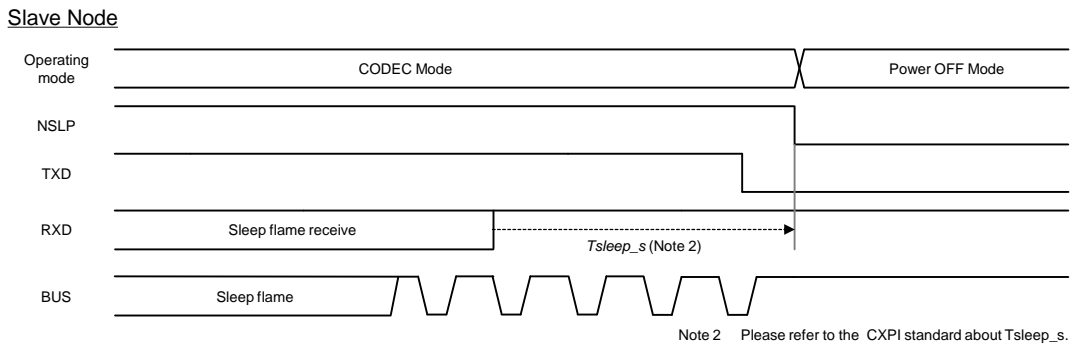 Slave Node
Operating
mode
CODEC Mode
Power OFF Mode
NSLP
TXD
RXD
Sleep flame receive
Tsleep_s (Note 2)
BUS
Sleep flame
Note 2 Please refer to the CXPI standard about Tsleep_s.